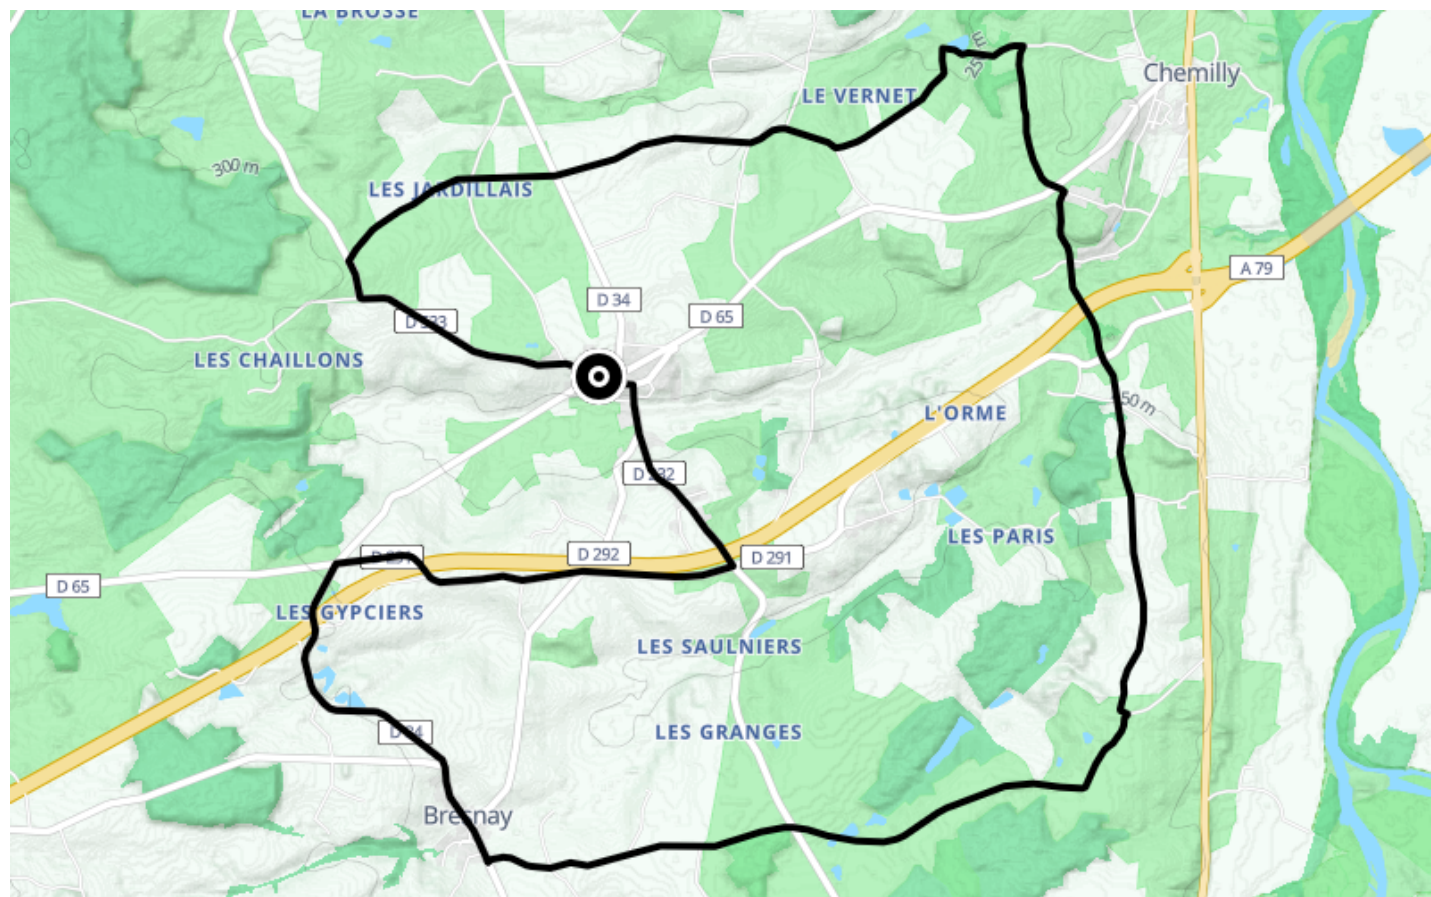 LA BROSSE
Chemilly
LE VERNET
300 m
LES JARDILLAIS
A 79
D 34
D 65
LES CHAILLONS
50 m
L'ORME
LES PARIS
D 292
D 291
D 65
LES GYPCIERS
LES SAULNIERS
LES GRANGES
Bresnay